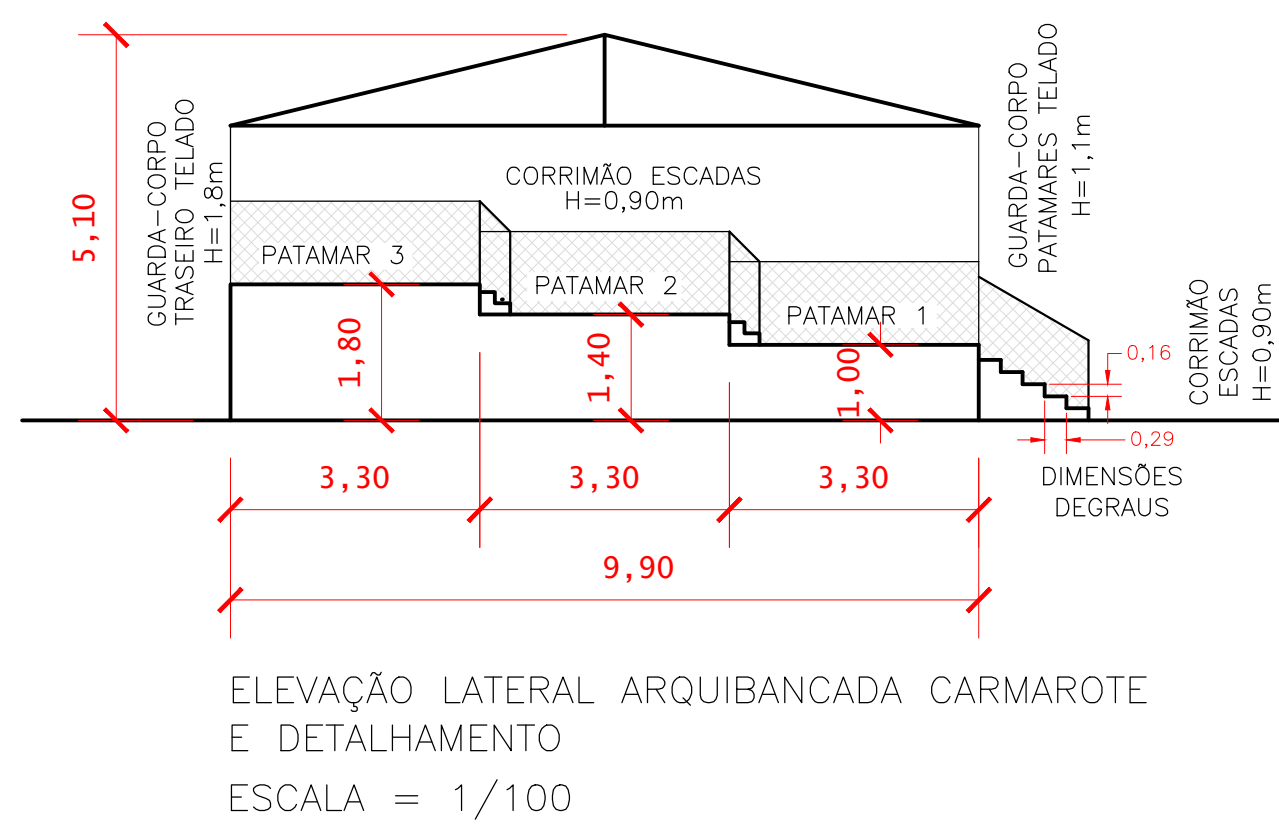 5,10
GUARDA-CORPO
TRASEIRO TELADO
H=1,8m
CORRIMÃO ESCADAS
H=0,90m
GUARDA-CORPO
PATAMARES TELADO
H=1,1m
PATAMAR 3
PATAMAR 2
PATAMAR 1
1,80
1,40
1,00
0,16
0,29
CORRIMÃO
ESCADAS
H=0,90m
DIMENSÕES
DEGRAUS
3,30
3,30
3,30
9,90
ELEVAÇÃO LATERAL ARQUIBANCADA CARMAROTE
E DETALHAMENTO
ESCALA = 1/100